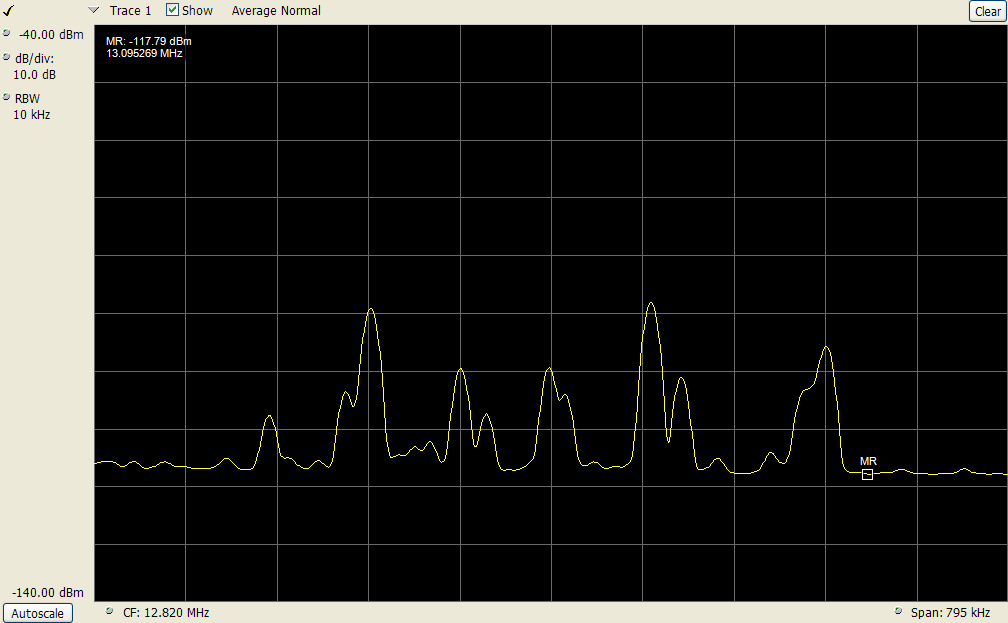 Trace 1 Show Average Normal Clear
-40.00 dBm
dB/div:
10.0 dB
RBW
10 kHz
MR: -117.79 dBm
13.095269 MHz
MR
-140.00 dBm
Autoscale CF: 12.820 MHz Span: 795 kHz